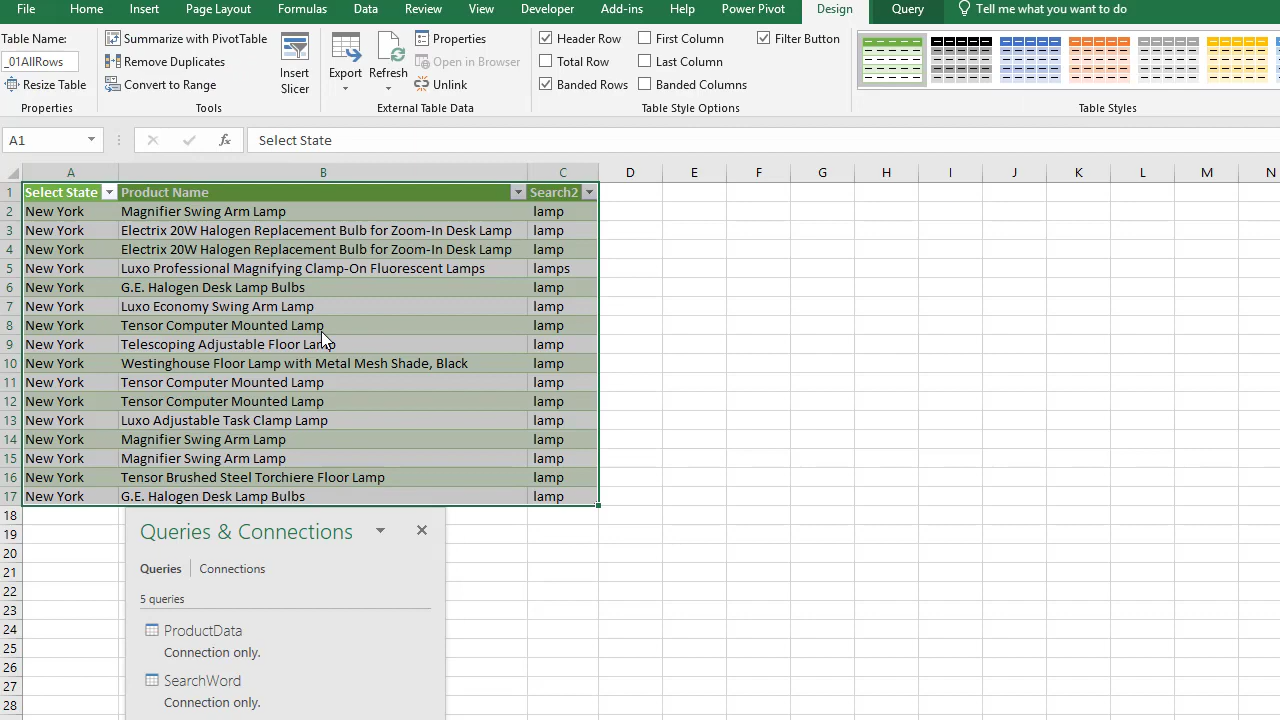 File Home Insert Page Layout Formulas Data Review View Developer Add-ins Help Power Pivot Design Query Tell me what you want to do
Table Name:
_01AllRows
Resize Table
Properties
Summarize with PivotTable
Remove Duplicates
Convert to Range
Tools
Insert
Slicer
Export
Refresh
Properties
Open in Browser
Unlink
External Table Data
Header Row
Total Row
Banded Rows
First Column
Last Column
Banded Columns
Filter Button
Table Style Options
Table Styles
A1 fx Select State
A B C D E F G H I J K L M N
1 Select State Product Name Search2
2 New York Magnifier Swing Arm Lamp lamp
3 New York Electrix 20W Halogen Replacement Bulb for Zoom-In Desk Lamp lamp
4 New York Electrix 20W Halogen Replacement Bulb for Zoom-In Desk Lamp lamp
5 New York Luxo Professional Magnifying Clamp-On Fluorescent Lamps lamps
6 New York G.E. Halogen Desk Lamp Bulbs lamp
7 New York Luxo Economy Swing Arm Lamp lamp
8 New York Tensor Computer Mounted Lamp lamp
9 New York Telescoping Adjustable Floor Lamp lamp
10 New York Westinghouse Floor Lamp with Metal Mesh Shade, Black lamp
11 New York Tensor Computer Mounted Lamp lamp
12 New York Tensor Computer Mounted Lamp lamp
13 New York Luxo Adjustable Task Clamp Lamp lamp
14 New York Magnifier Swing Arm Lamp lamp
15 New York Magnifier Swing Arm Lamp lamp
16 New York Tensor Brushed Steel Torchiere Floor Lamp lamp
17 New York G.E. Halogen Desk Lamp Bulbs lamp
18
19
20
21
22
23
24
25
26
27
28
Queries & Connections
Queries Connections
5 queries
ProductData
Connection only.
SearchWord
Connection only.